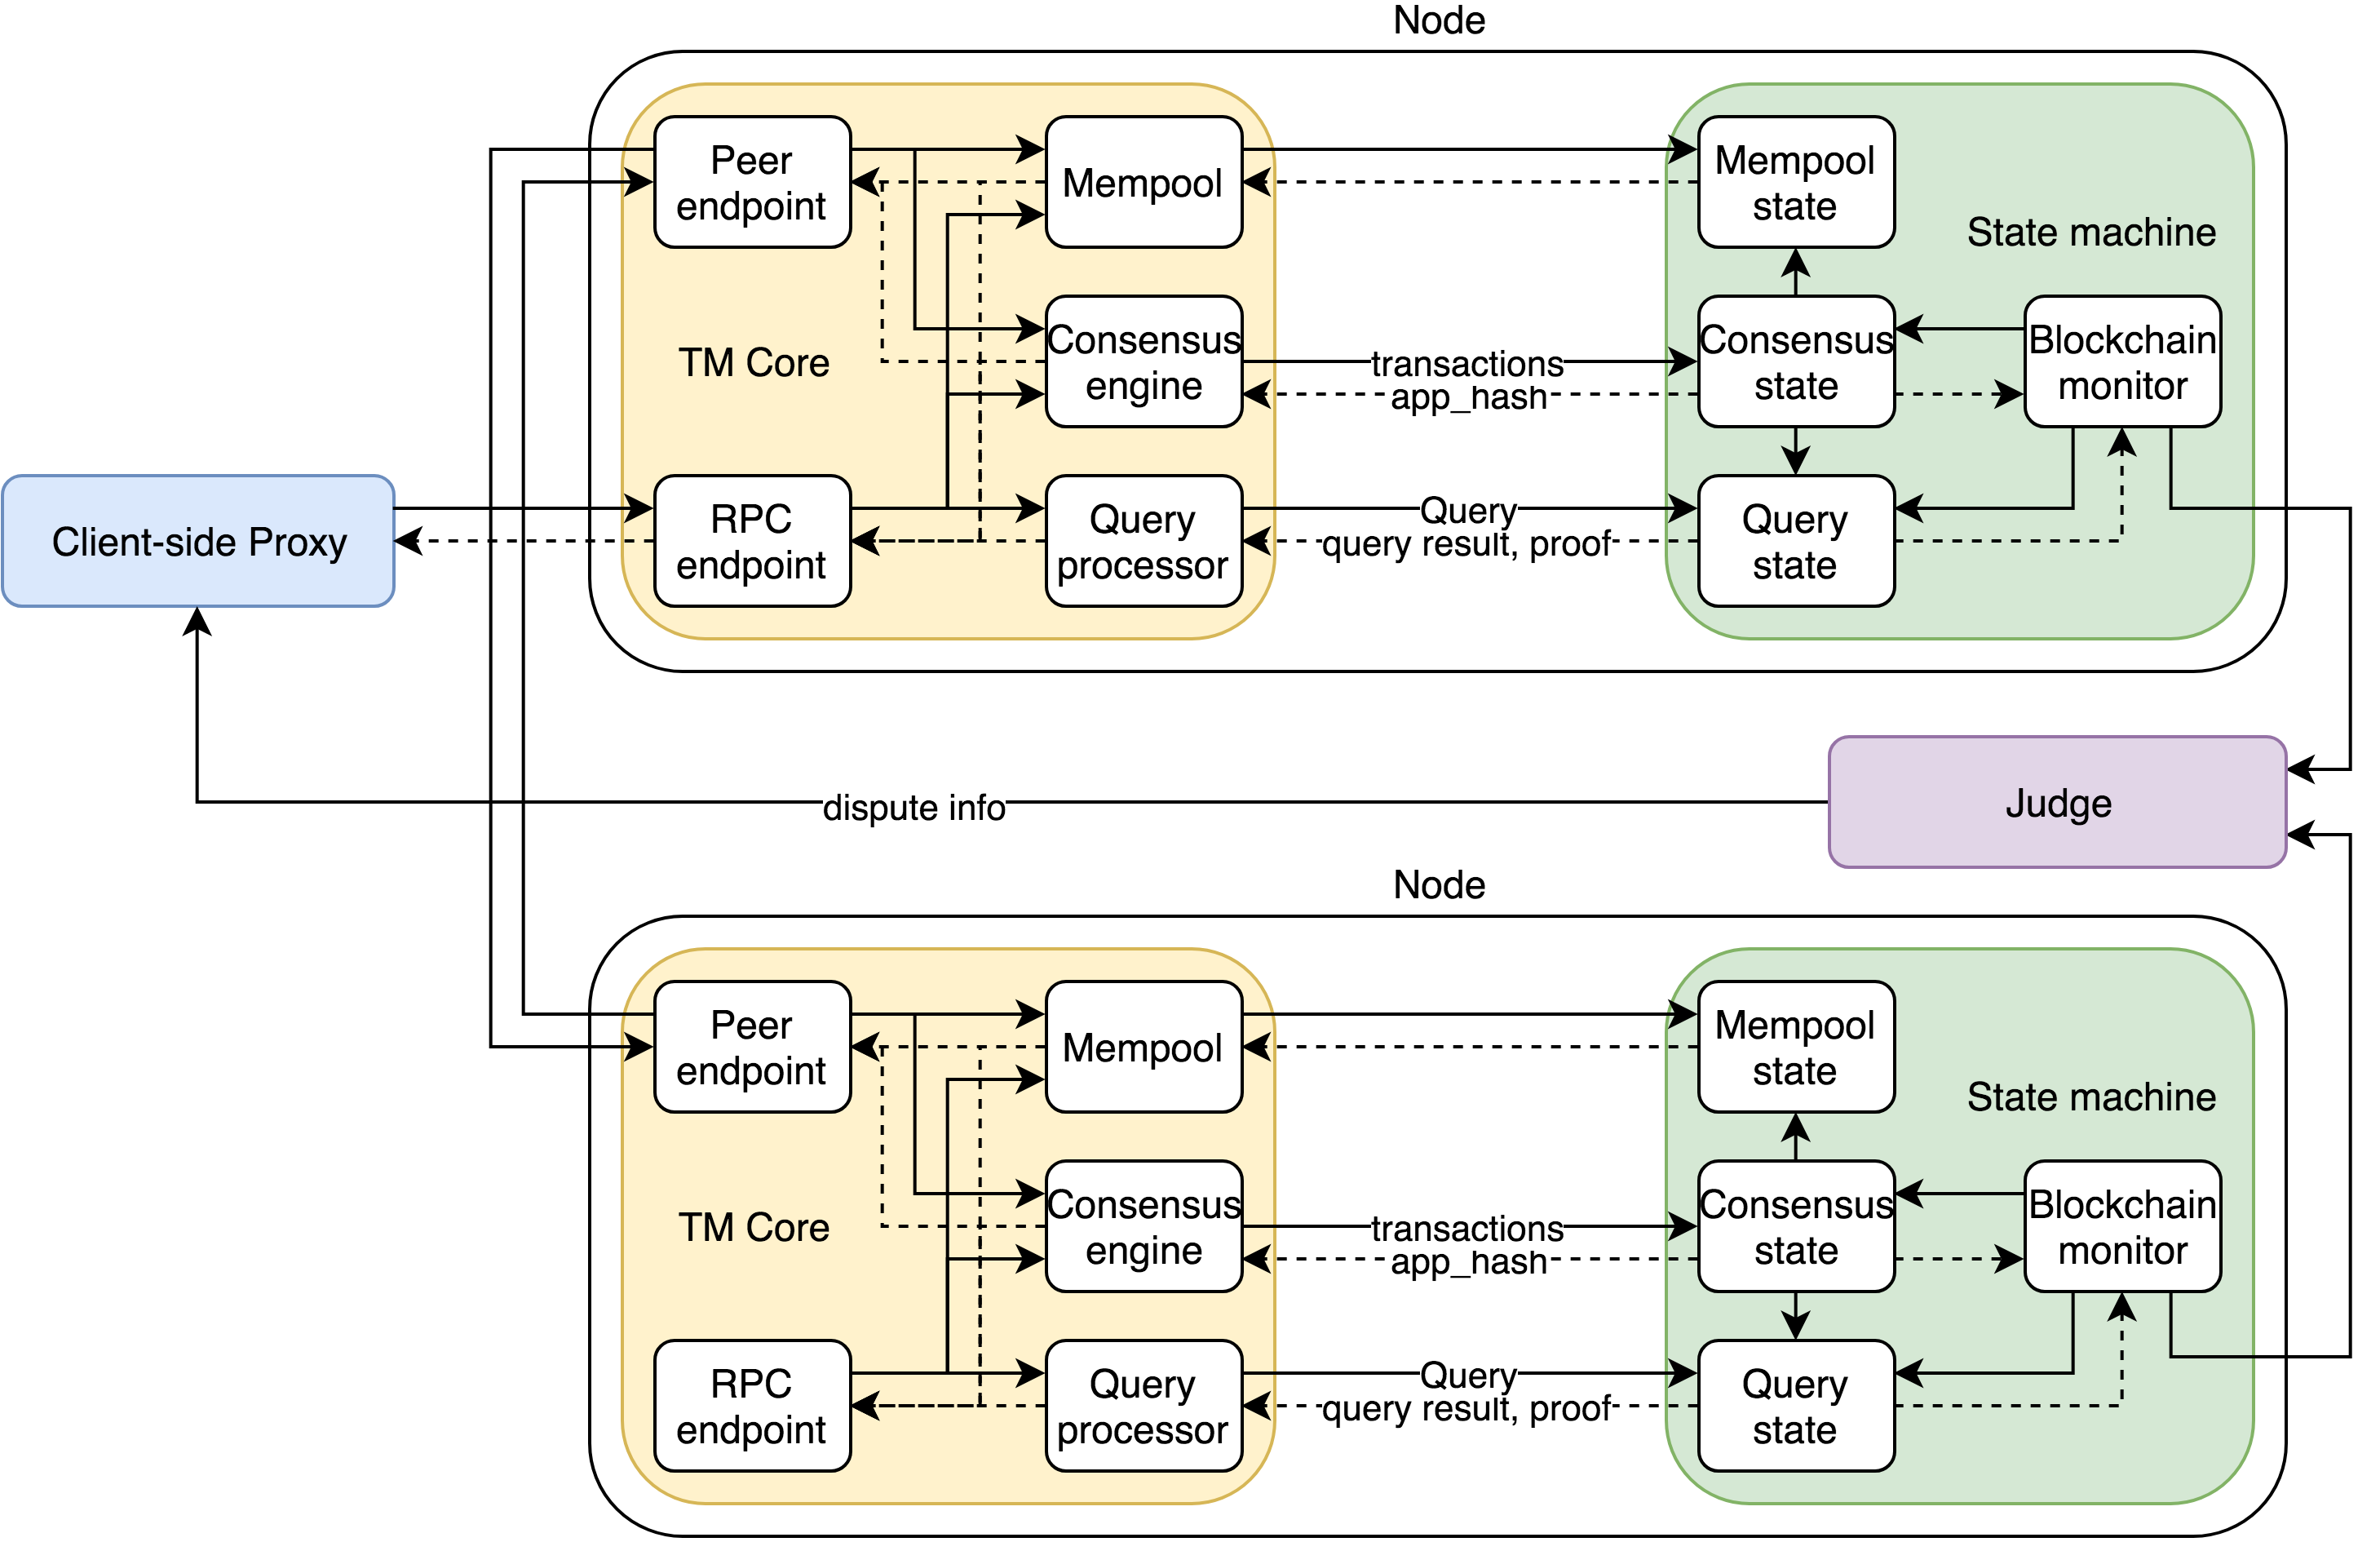 Node
Peer
endpoint
Mempool
Mempool
state
State machine
TM Core
Consensus
engine
transactions
app_hash
Consensus
state
Blockchain
monitor
Client-side Proxy
RPC
endpoint
Query
processor
Query
query result, proof
Query
state
dispute info
Judge
Node
Peer
endpoint
Mempool
Mempool
state
State machine
TM Core
Consensus
engine
transactions
app_hash
Consensus
state
Blockchain
monitor
RPC
endpoint
Query
processor
Query
query result, proof
Query
state